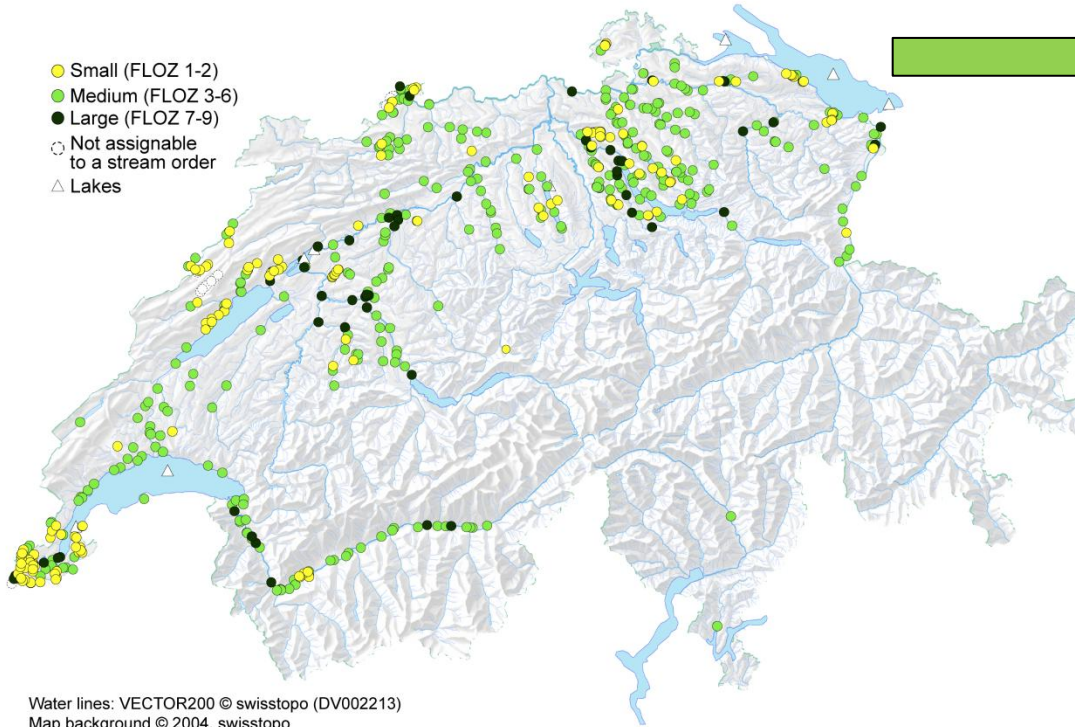 Small (FLOZ 1-2)
Medium (FLOZ 3-6)
Large (FLOZ 7-9)
Not assignable
to a stream order
Lakes
Water lines: VECTOR200 © swisstopo (DV002213)
Map background © 2004, swisstopo